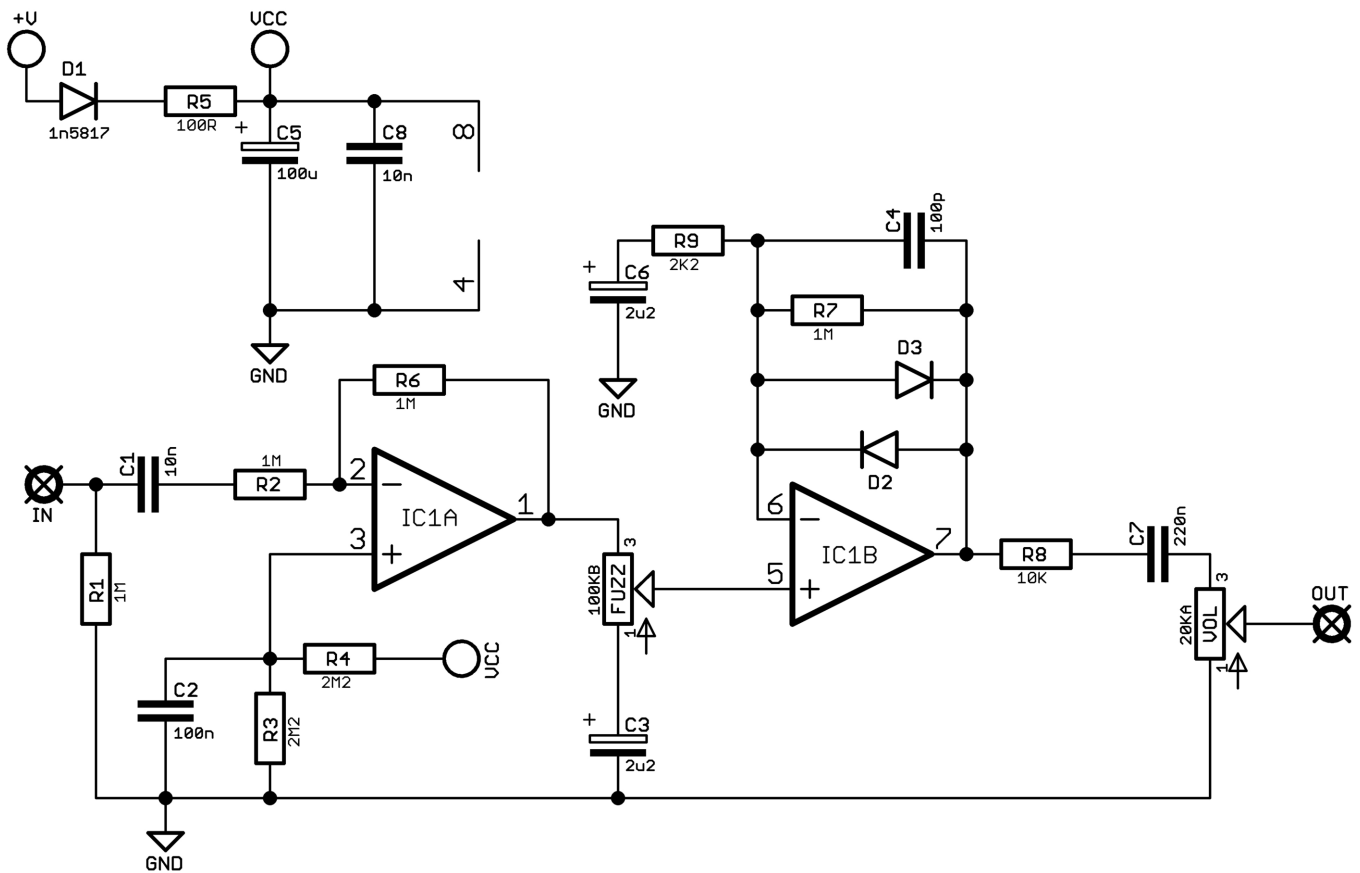 +V
VCC
D1
1n5817
R5
100R
+
C5
100u
C8
10n
8
4
GND
C4
100p
R9
2K2
+
C6
2u2
GND
R7
1M
D3
D2
R6
1M
IN
C1
10n
1M
R2
2
−
3
+
IC1A
1
R1
1M
6
−
5
+
IC1B
7
3
100KB
FUZZ
1
R8
10K
C7
220n
3
20KA
VOL
1
OUT
R4
2M2
VCC
C2
100n
R3
2M2
+
C3
2u2
GND